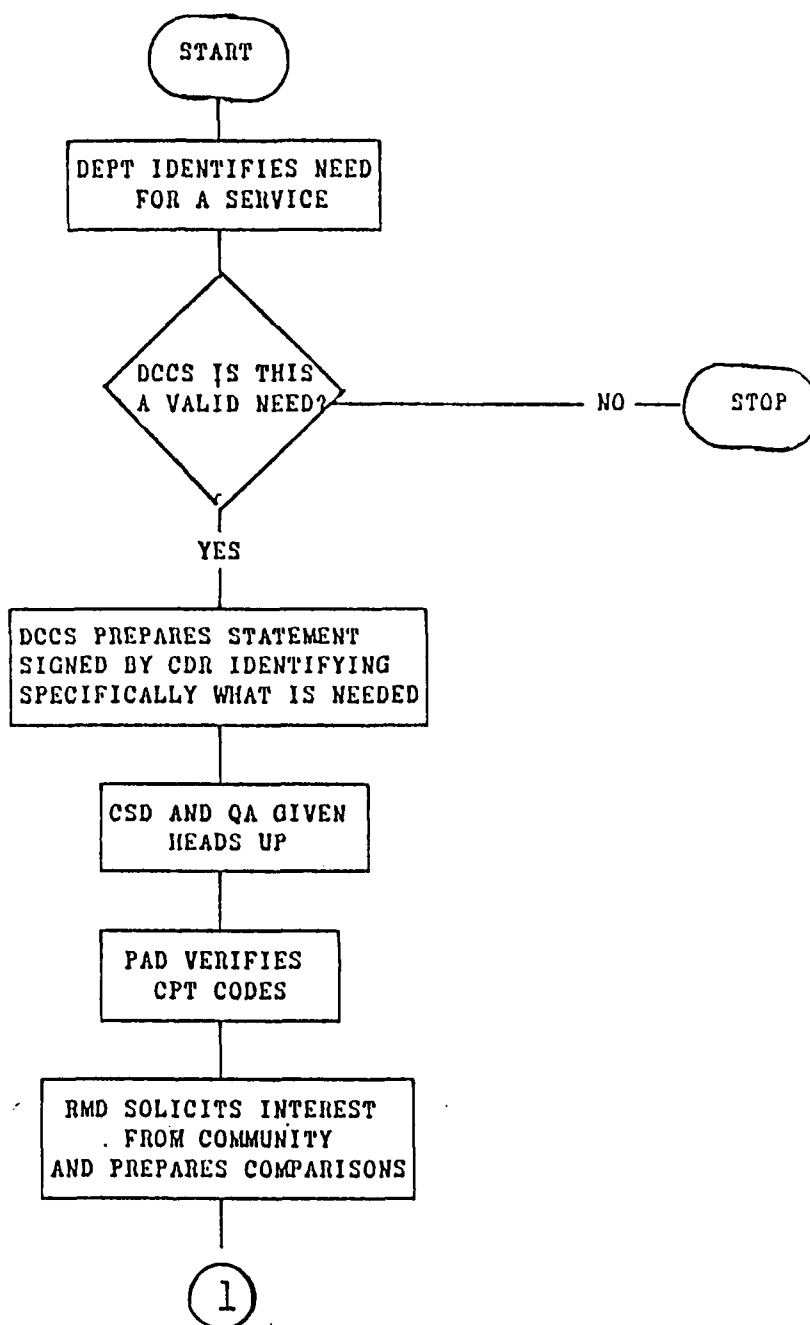 START
DEPT IDENTIFIES NEED
FOR A SERVICE
DCCS IS THIS
A VALID NEED?
NO
STOP
YES
DCCS PREPARES STATEMENT
SIGNED BY CDR IDENTIFYING
SPECIFICALLY WHAT IS NEEDED
CSD AND QA GIVEN
HEADS UP
PAD VERIFIES
CPT CODES
RMD SOLICITS INTEREST
FROM COMMUNITY
AND PREPARES COMPARISONS
1